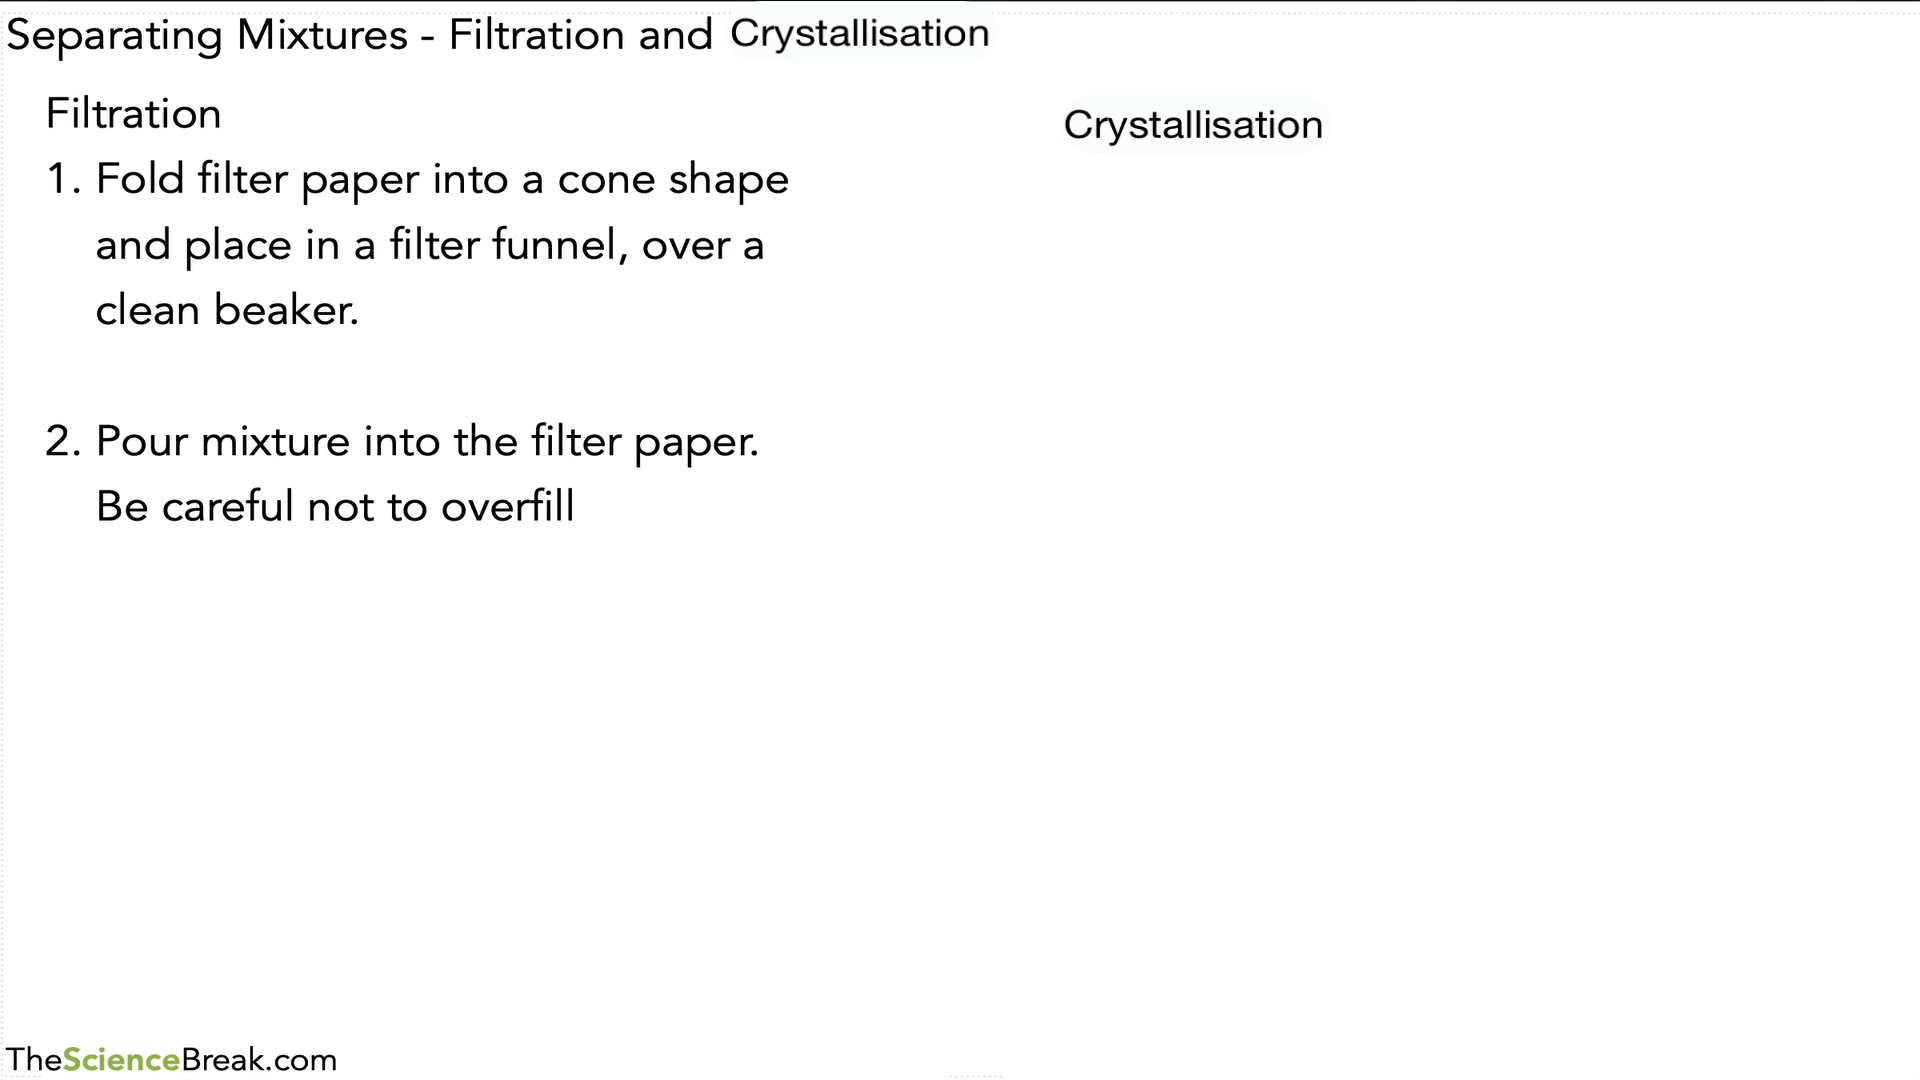 Separating Mixtures - Filtration and Crystallisation
Filtration
1. Fold filter paper into a cone shape
and place in a filter funnel, over a
clean beaker.
2. Pour mixture into the filter paper.
Be careful not to overfill
Crystallisation
TheScienceBreak.com